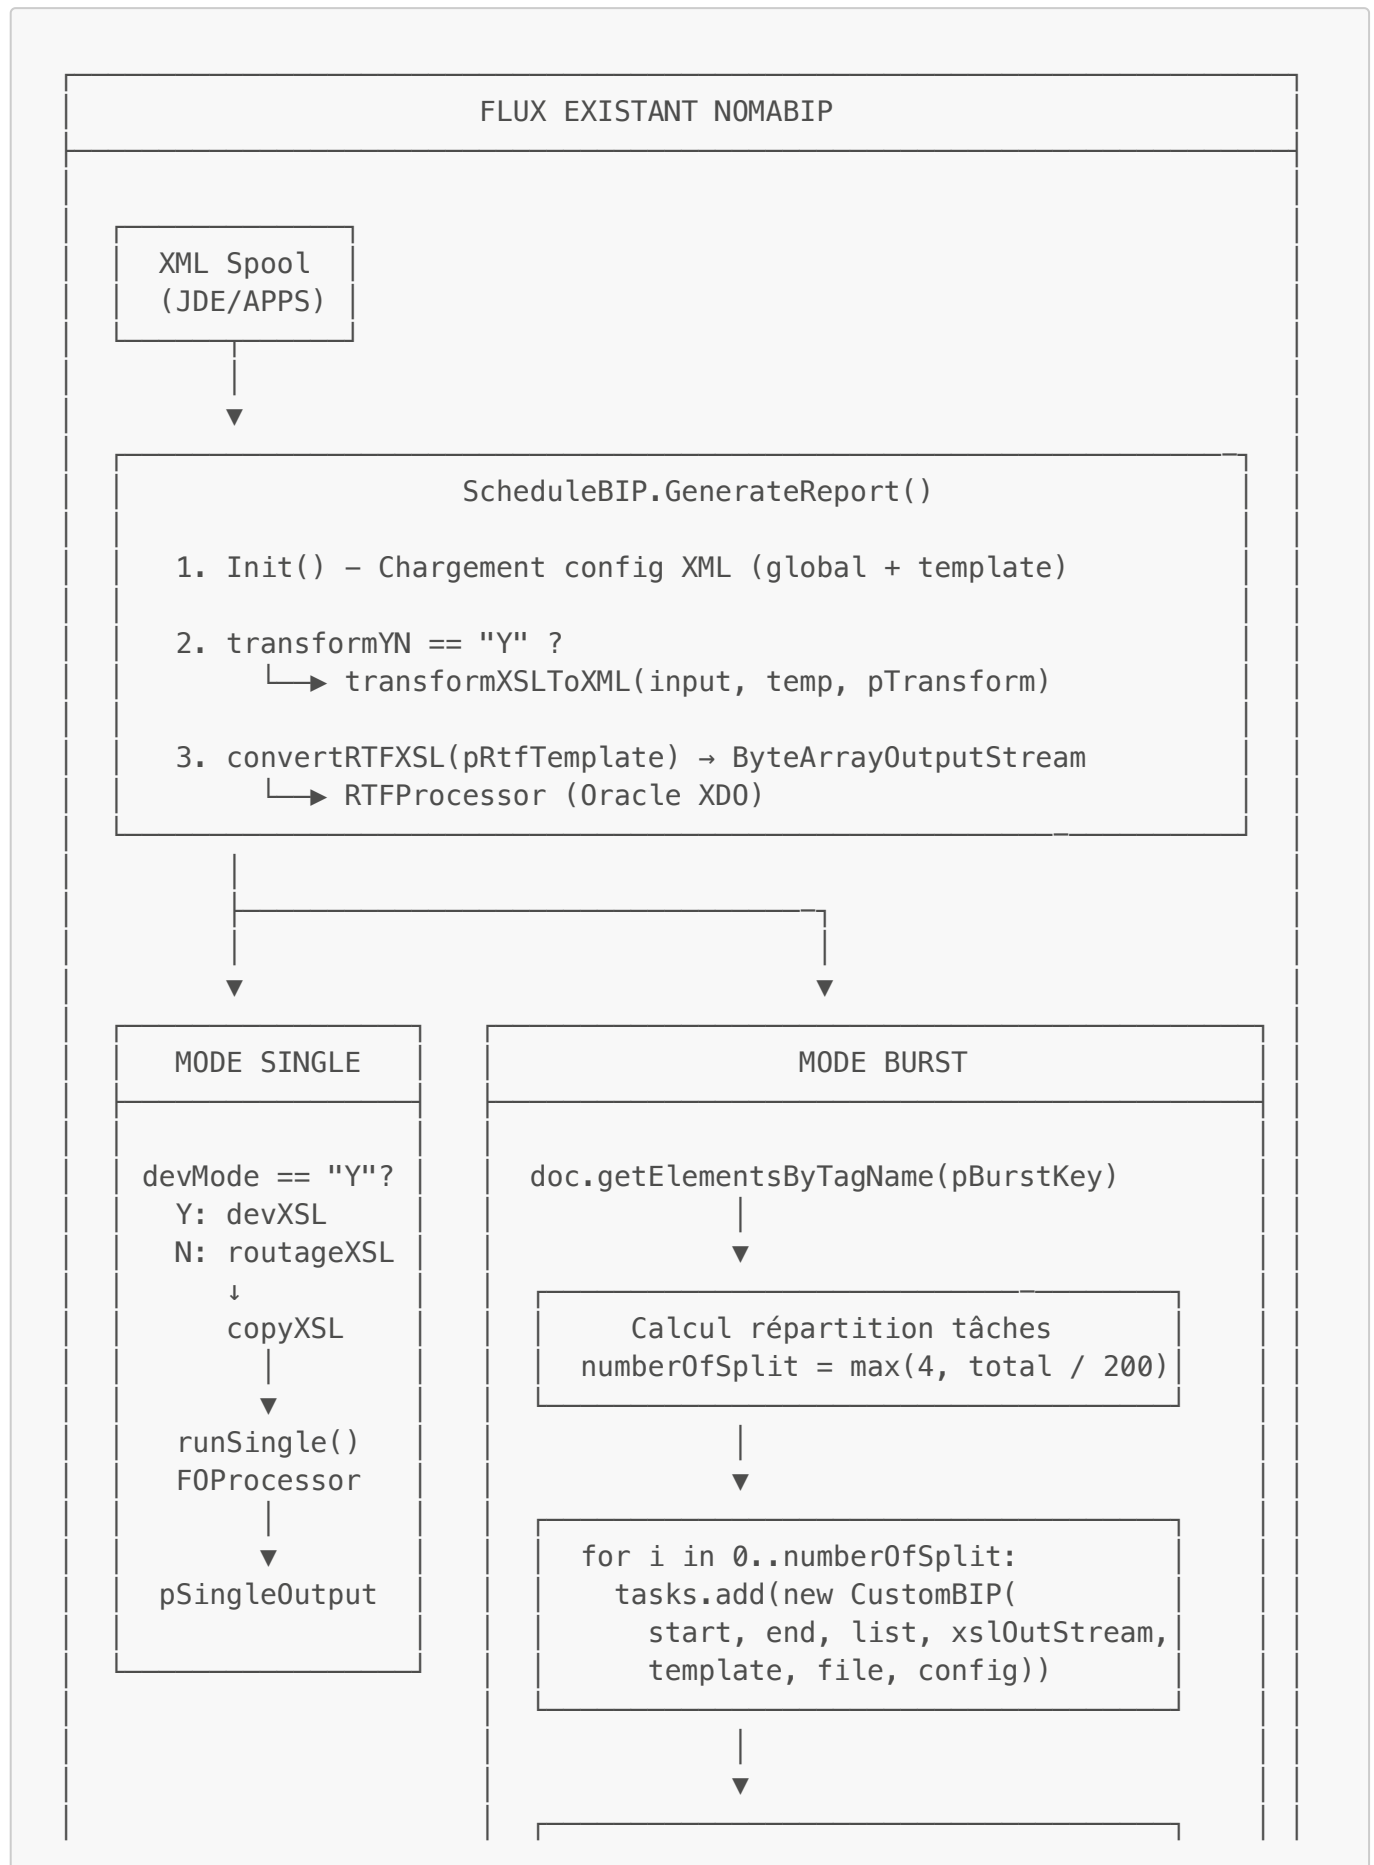 FLUX EXISTANT NOMABIP
XML Spool
(JDE/APPS)
▼
ScheduleBIP.GenerateReport()
1. Init() – Chargement config XML (global + template)
2. transformYN == "Y" ?
└──► transformXSLToXML(input, temp, pTransform)
3. convertRTFXSL(pRtfTemplate) → ByteArrayOutputStream
└──► RTFProcessor (Oracle XDO)
▼ ▼
MODE SINGLE
devMode == "Y"?
Y: devXSL
N: routageXSL
↓
copyXSL
▼
runSingle()
FOProcessor
▼
pSingleOutput
MODE BURST
doc.getElementsByTagName(pBurstKey)
▼
Calcul répartition tâches
numberOfSplit = max(4, total / 200)
▼
for i in 0..numberOfSplit:
tasks.add(new CustomBIP(
start, end, list, xslOutStream,
template, file, config))
▼